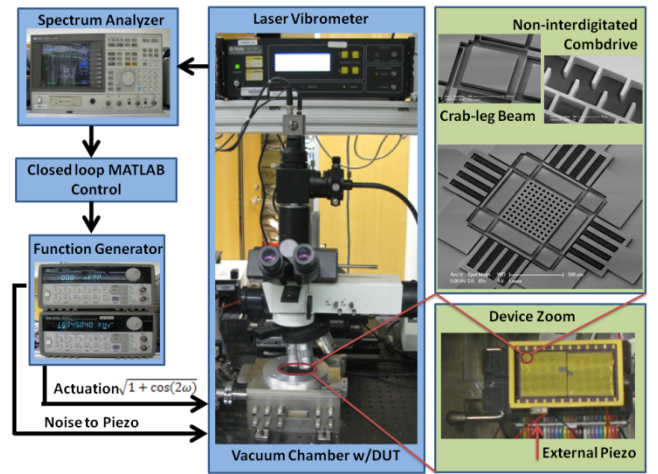 Spectrum Analyzer
Laser Vibrometer
Non-interdigitated
Combdrive
Crab-leg Beam
Closed loop MATLAB
Control
Function Generator
Device Zoom
Actuation√1 + cos(2ω)
Noise to Piezo
External Piezo
Vacuum Chamber w/DUT